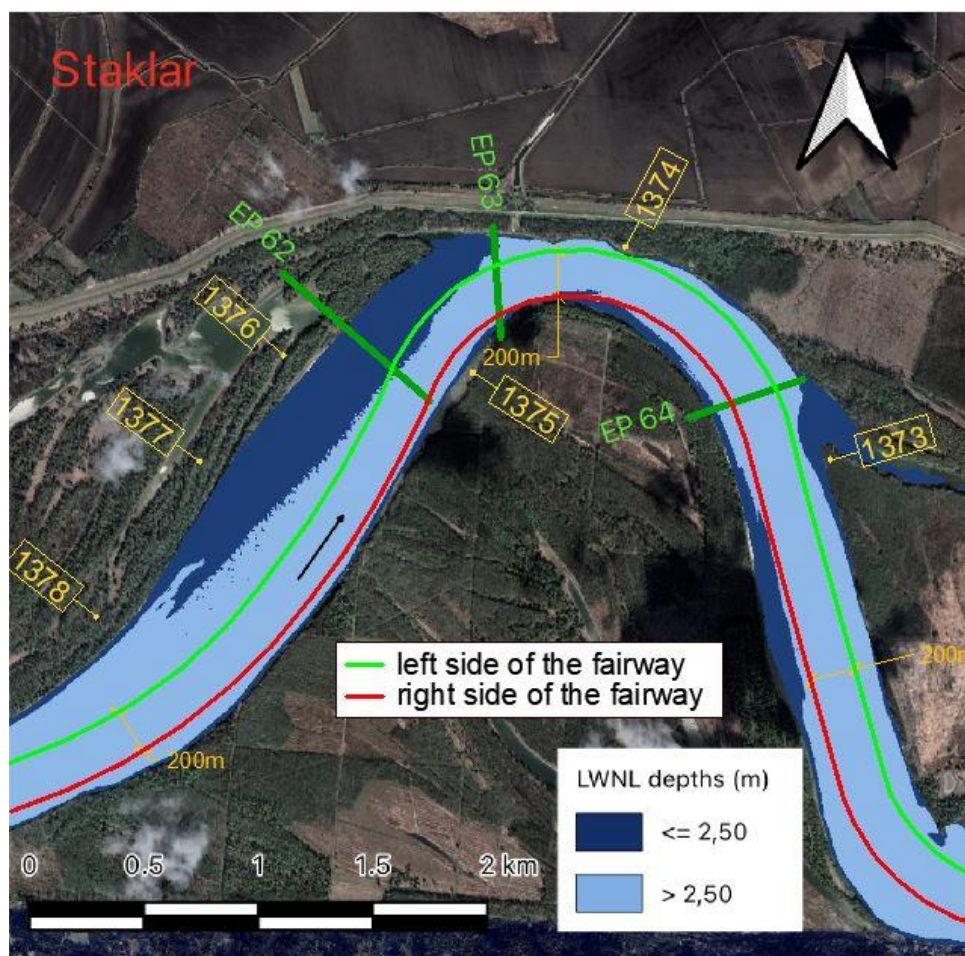 Staklar
EP 62
EP 63
1374
1376
1377
200m
1375
EP 64
1373
1378
left side of the fairway
right side of the fairway
200m
200m
LWNL depths (m)
<= 2,50
> 2,50
0 0.5 1 1.5 2 km